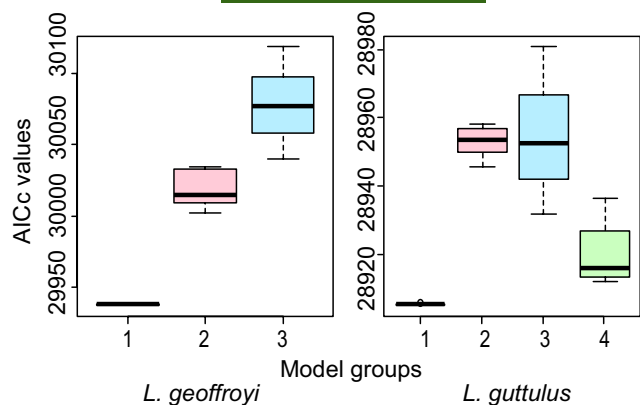 AICc values
30100
30050
30000
29950
1 2 3
28980
28960
28940
28920
1 2 3 4
Model groups
L. geoffroyi
L. guttulus